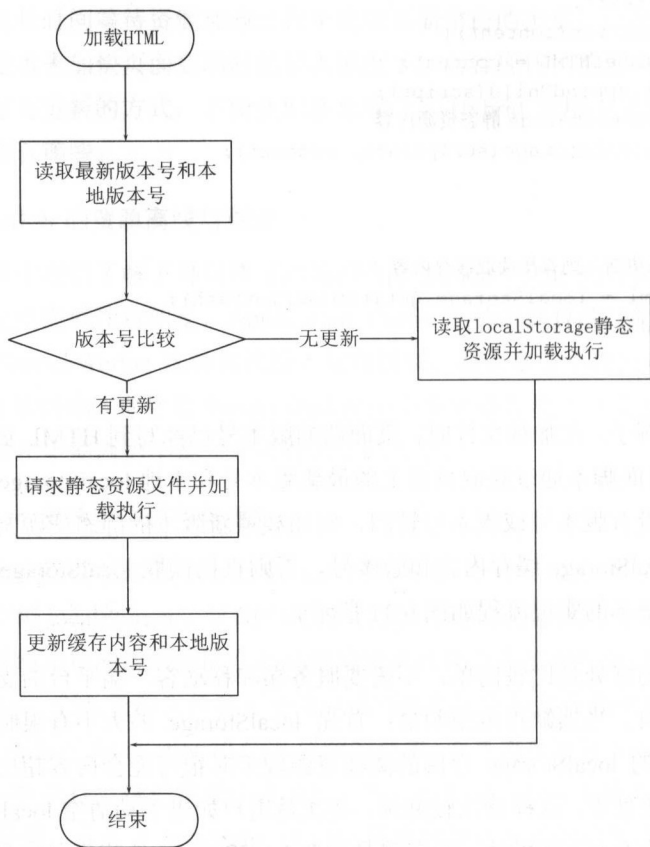 加载HTML
读取最新版本号和本
地版本号
版本号比较
无更新
读取localStorage静态
资源并加载执行
有更新
请求静态资源文件并加
载执行
更新缓存内容和本地版
本号
结束